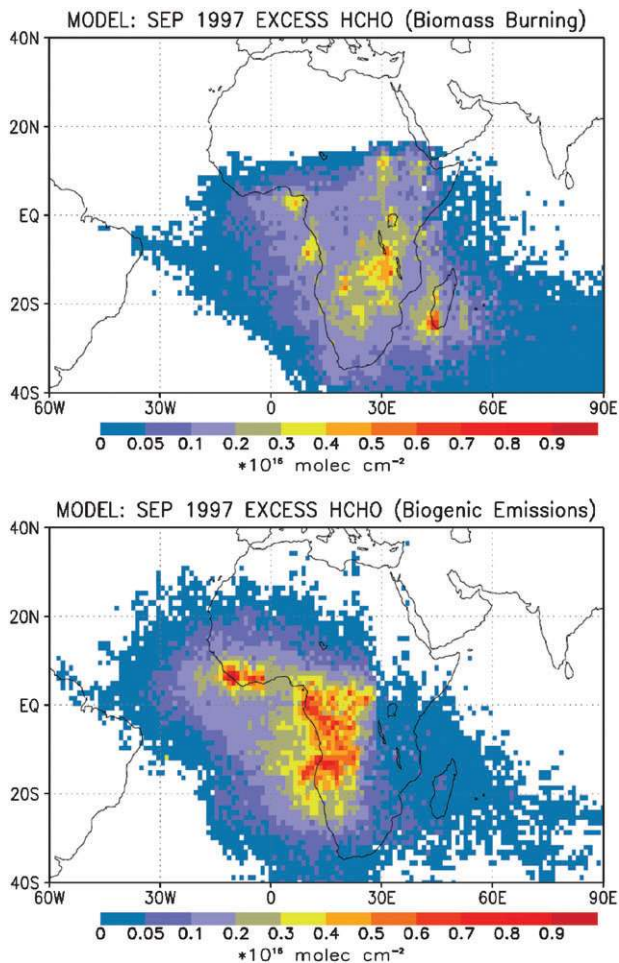 MODEL: SEP 1997 EXCESS HCHO (Biomass Burning)
40N
20N
EQ
20S
40S
60W 30W 0 30E 60E 90E
0 0.05 0.1 0.2 0.3 0.4 0.5 0.6 0.7 0.8 0.9
*10¹⁶ molec cm⁻²
MODEL: SEP 1997 EXCESS HCHO (Biogenic Emissions)
40N
20N
EQ
20S
40S
60W 30W 0 30E 60E 90E
0 0.05 0.1 0.2 0.3 0.4 0.5 0.6 0.7 0.8 0.9
*10¹⁶ molec cm⁻²